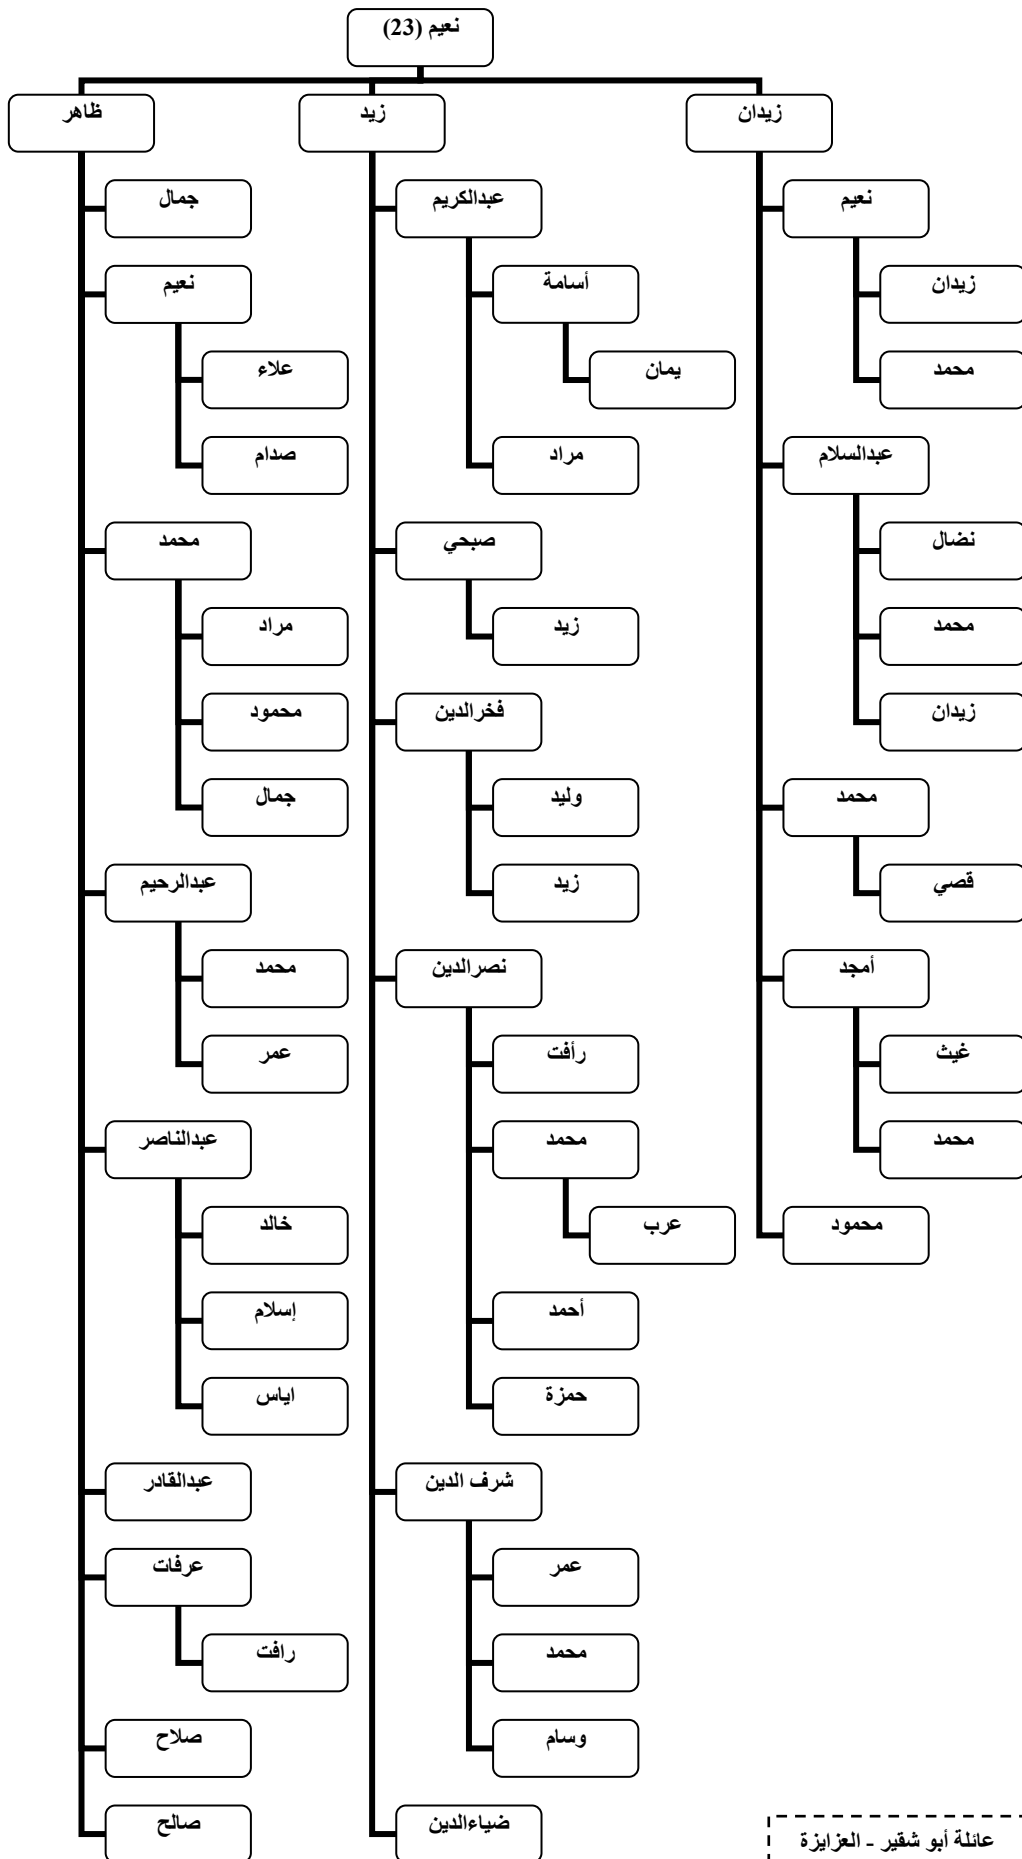 نعيم (23)
زيدان
نعيم
زيدان
محمد
عبدالسلام
نضال
محمد
زيدان
محمد
قصي
أمجد
غيث
محمد
محمود
زيد
عبدالكريم
أسامة
يمان
مراد
صبحي
زيد
فخرالدين
وليد
زيد
نصرالدين
رأفت
محمد
عرب
أحمد
حمزة
شرف الدين
عمر
محمد
وسام
ضياءالدين
ظاهر
جمال
نعيم
علاء
صدام
محمد
مراد
محمود
جمال
عبدالرحيم
محمد
عمر
عبدالناصر
خالد
إسلام
اياس
عبدالقادر
عرفات
رافت
صلاح
صالح
عائلة أبو شقير - العزايزة